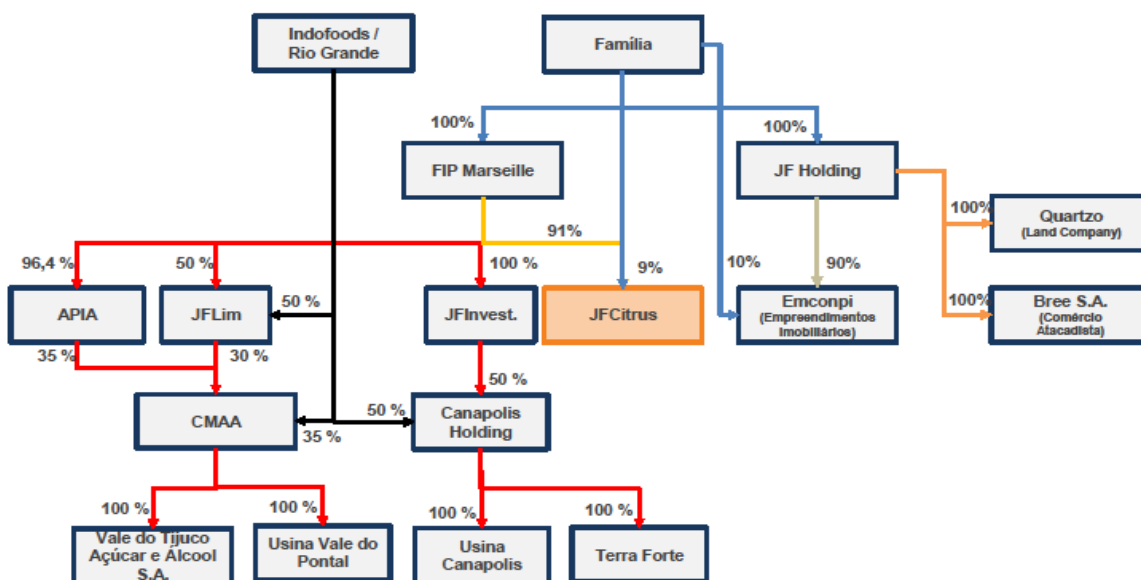 Indofoods /
Rio Grande
Família
100%
100%
FIP Marseille
JF Holding
91%
100%
Quartzo
(Land Company)
96,4 %
50 %
100 %
9%
10%
90%
50 %
100%
APIA
JFLim
JFInvest.
JFCitrus
Emconpi
(Empreendimentos
Imobiliários)
Bree S.A.
(Comércio
Atacadista)
35 %
30 %
50 %
50 %
CMAA
35 %
Canapolis
Holding
100 %
100 %
100 %
100 %
Vale do Tijuco
Açúcar e Álcool
S.A.
Usina Vale do
Pontal
Usina
Canapolis
Terra Forte